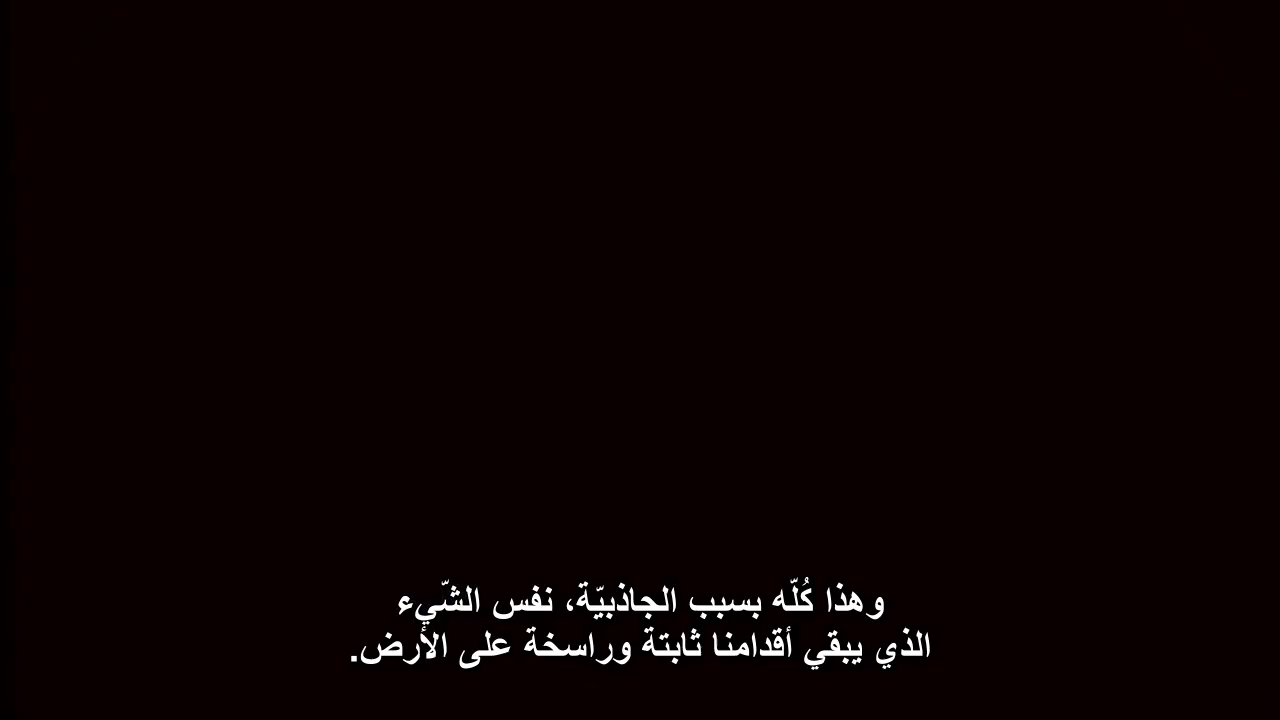 وهذا كُلّه بسبب الجاذبيّة، نفس الشّيء
الذي يبقي أقدامنا ثابتة وراسخة على الأرض.